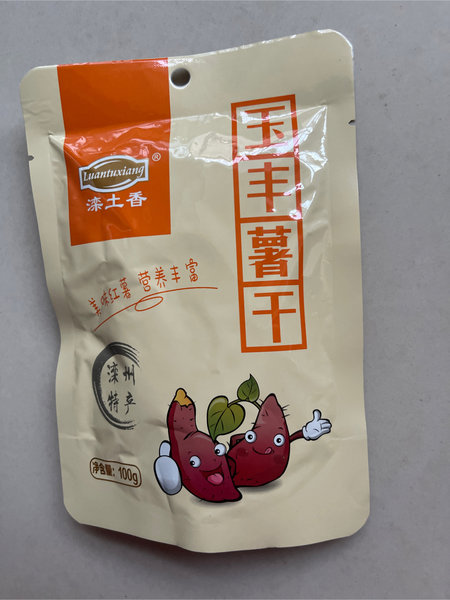 Luantuxiang
®
滦土香
玉丰薯干
美味红薯 营养丰富
滦州
特产
净含量：100g